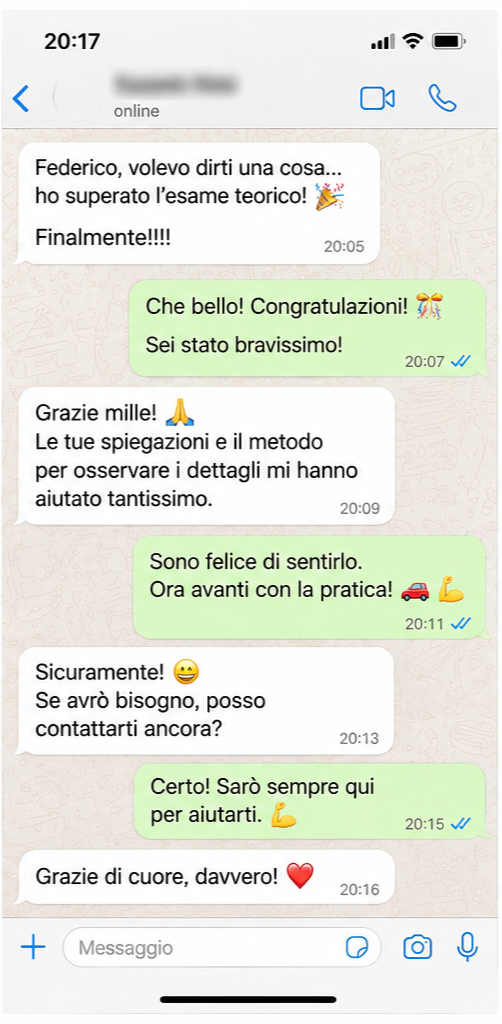 20:17
online
Federico, volevo dirti una cosa...
ho superato l'esame teorico! 🎉
Finalmente!!!!
20:05
Che bello! Congratulazioni! 🎊
Sei stato bravissimo!
20:07
Grazie mille! 🙏
Le tue spiegazioni e il metodo
per osservare i dettagli mi hanno
aiutato tantissimo.
20:09
Sono felice di sentirlo.
Ora avanti con la pratica! 🚗 💪
20:11
Sicuramente! 😀
Se avrò bisogno, posso
contattarti ancora?
20:13
Certo! Sarò sempre qui
per aiutarti. 💪
20:15
Grazie di cuore, davvero! ❤️
20:16
Messaggio